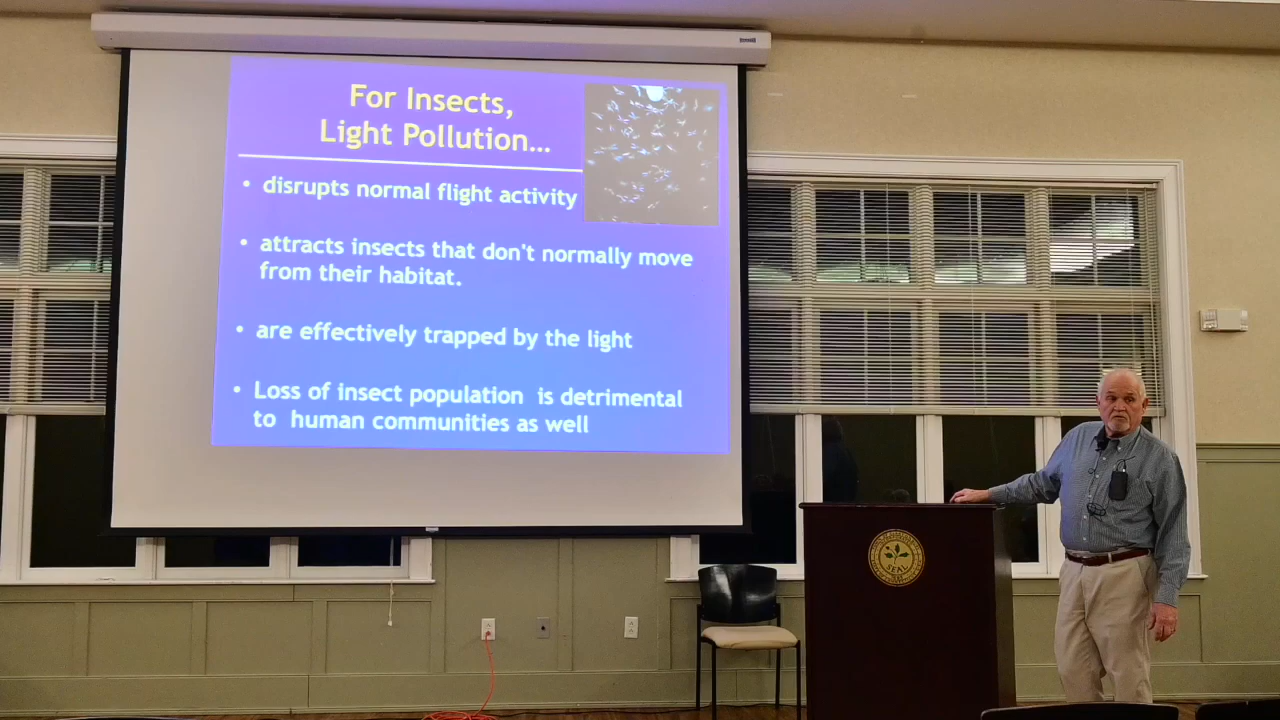 For Insects,
Light Pollution...
• disrupts normal flight activity
• attracts insects that don't normally move
from their habitat.
• are effectively trapped by the light
• Loss of insect population is detrimental
to human communities as well
SEAL